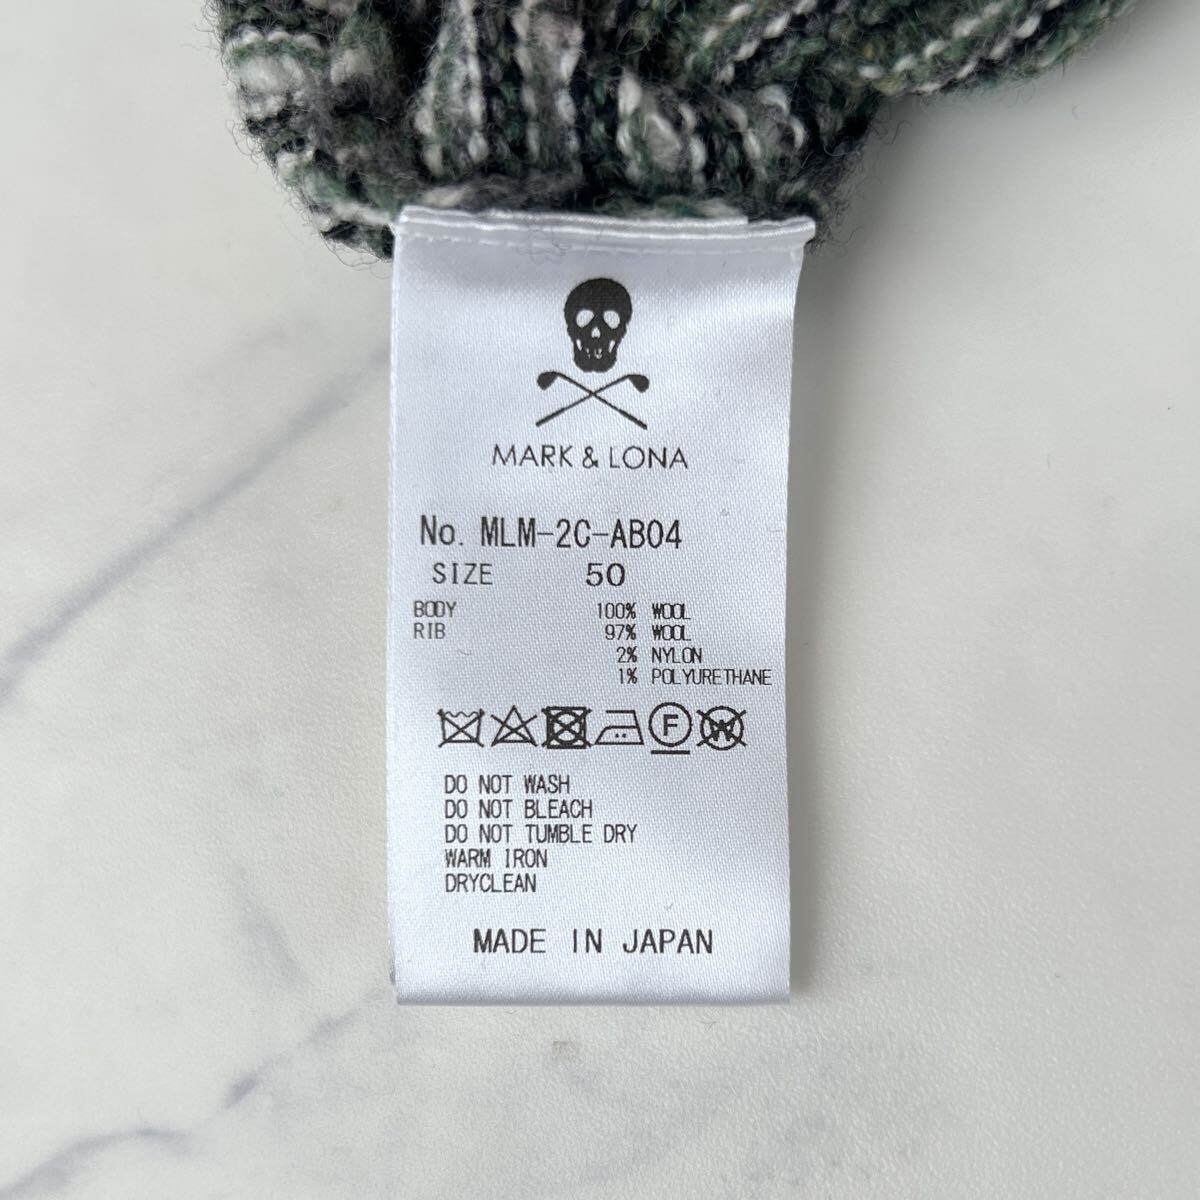 MARK & LONA
No. MLM-2C-AB04
SIZE 50
BODY 100% WOOL
RIB 97% WOOL
2% NYLON
1% POLYURETHANE
F W
DO NOT WASH
DO NOT BLEACH
DO NOT TUMBLE DRY
WARM IRON
DRYCLEAN
MADE IN JAPAN